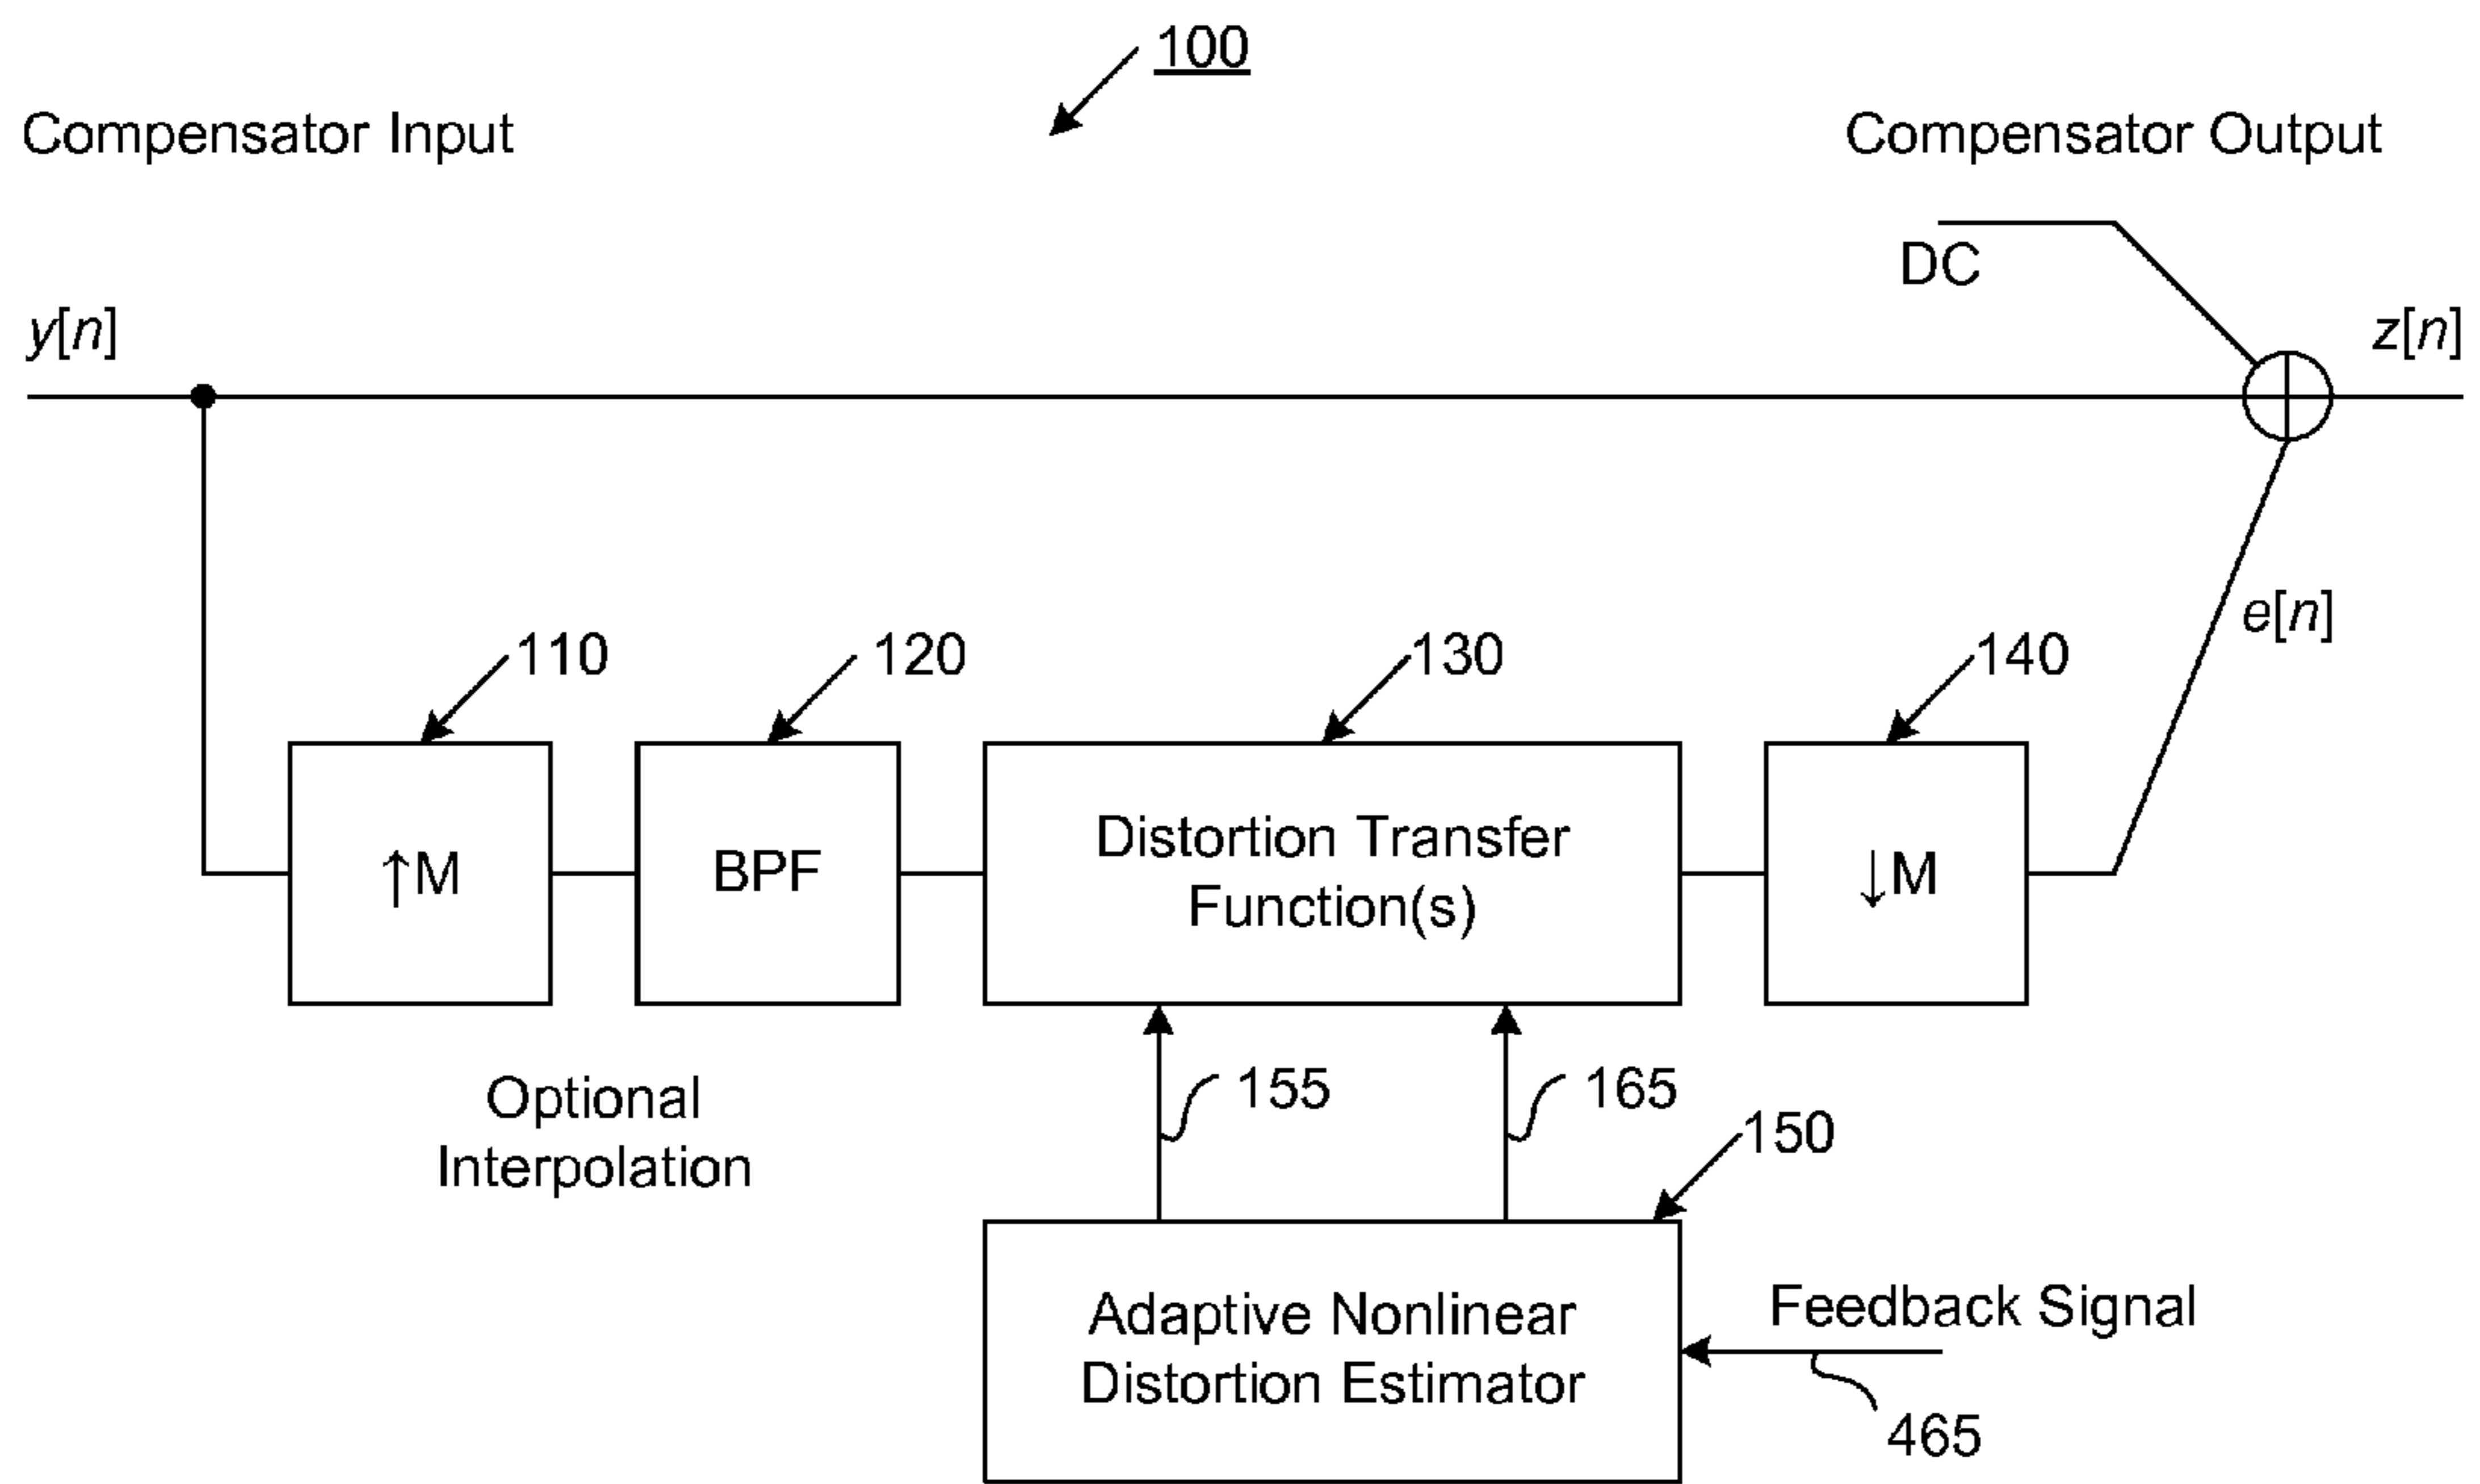 100
Compensator Input
Compensator Output
DC
y[n]
z[n]
e[n]
110
120
130
140
↑M
BPF
Distortion Transfer
Function(s)
↓M
Optional
Interpolation
155
165
150
Adaptive Nonlinear
Distortion Estimator
Feedback Signal
465